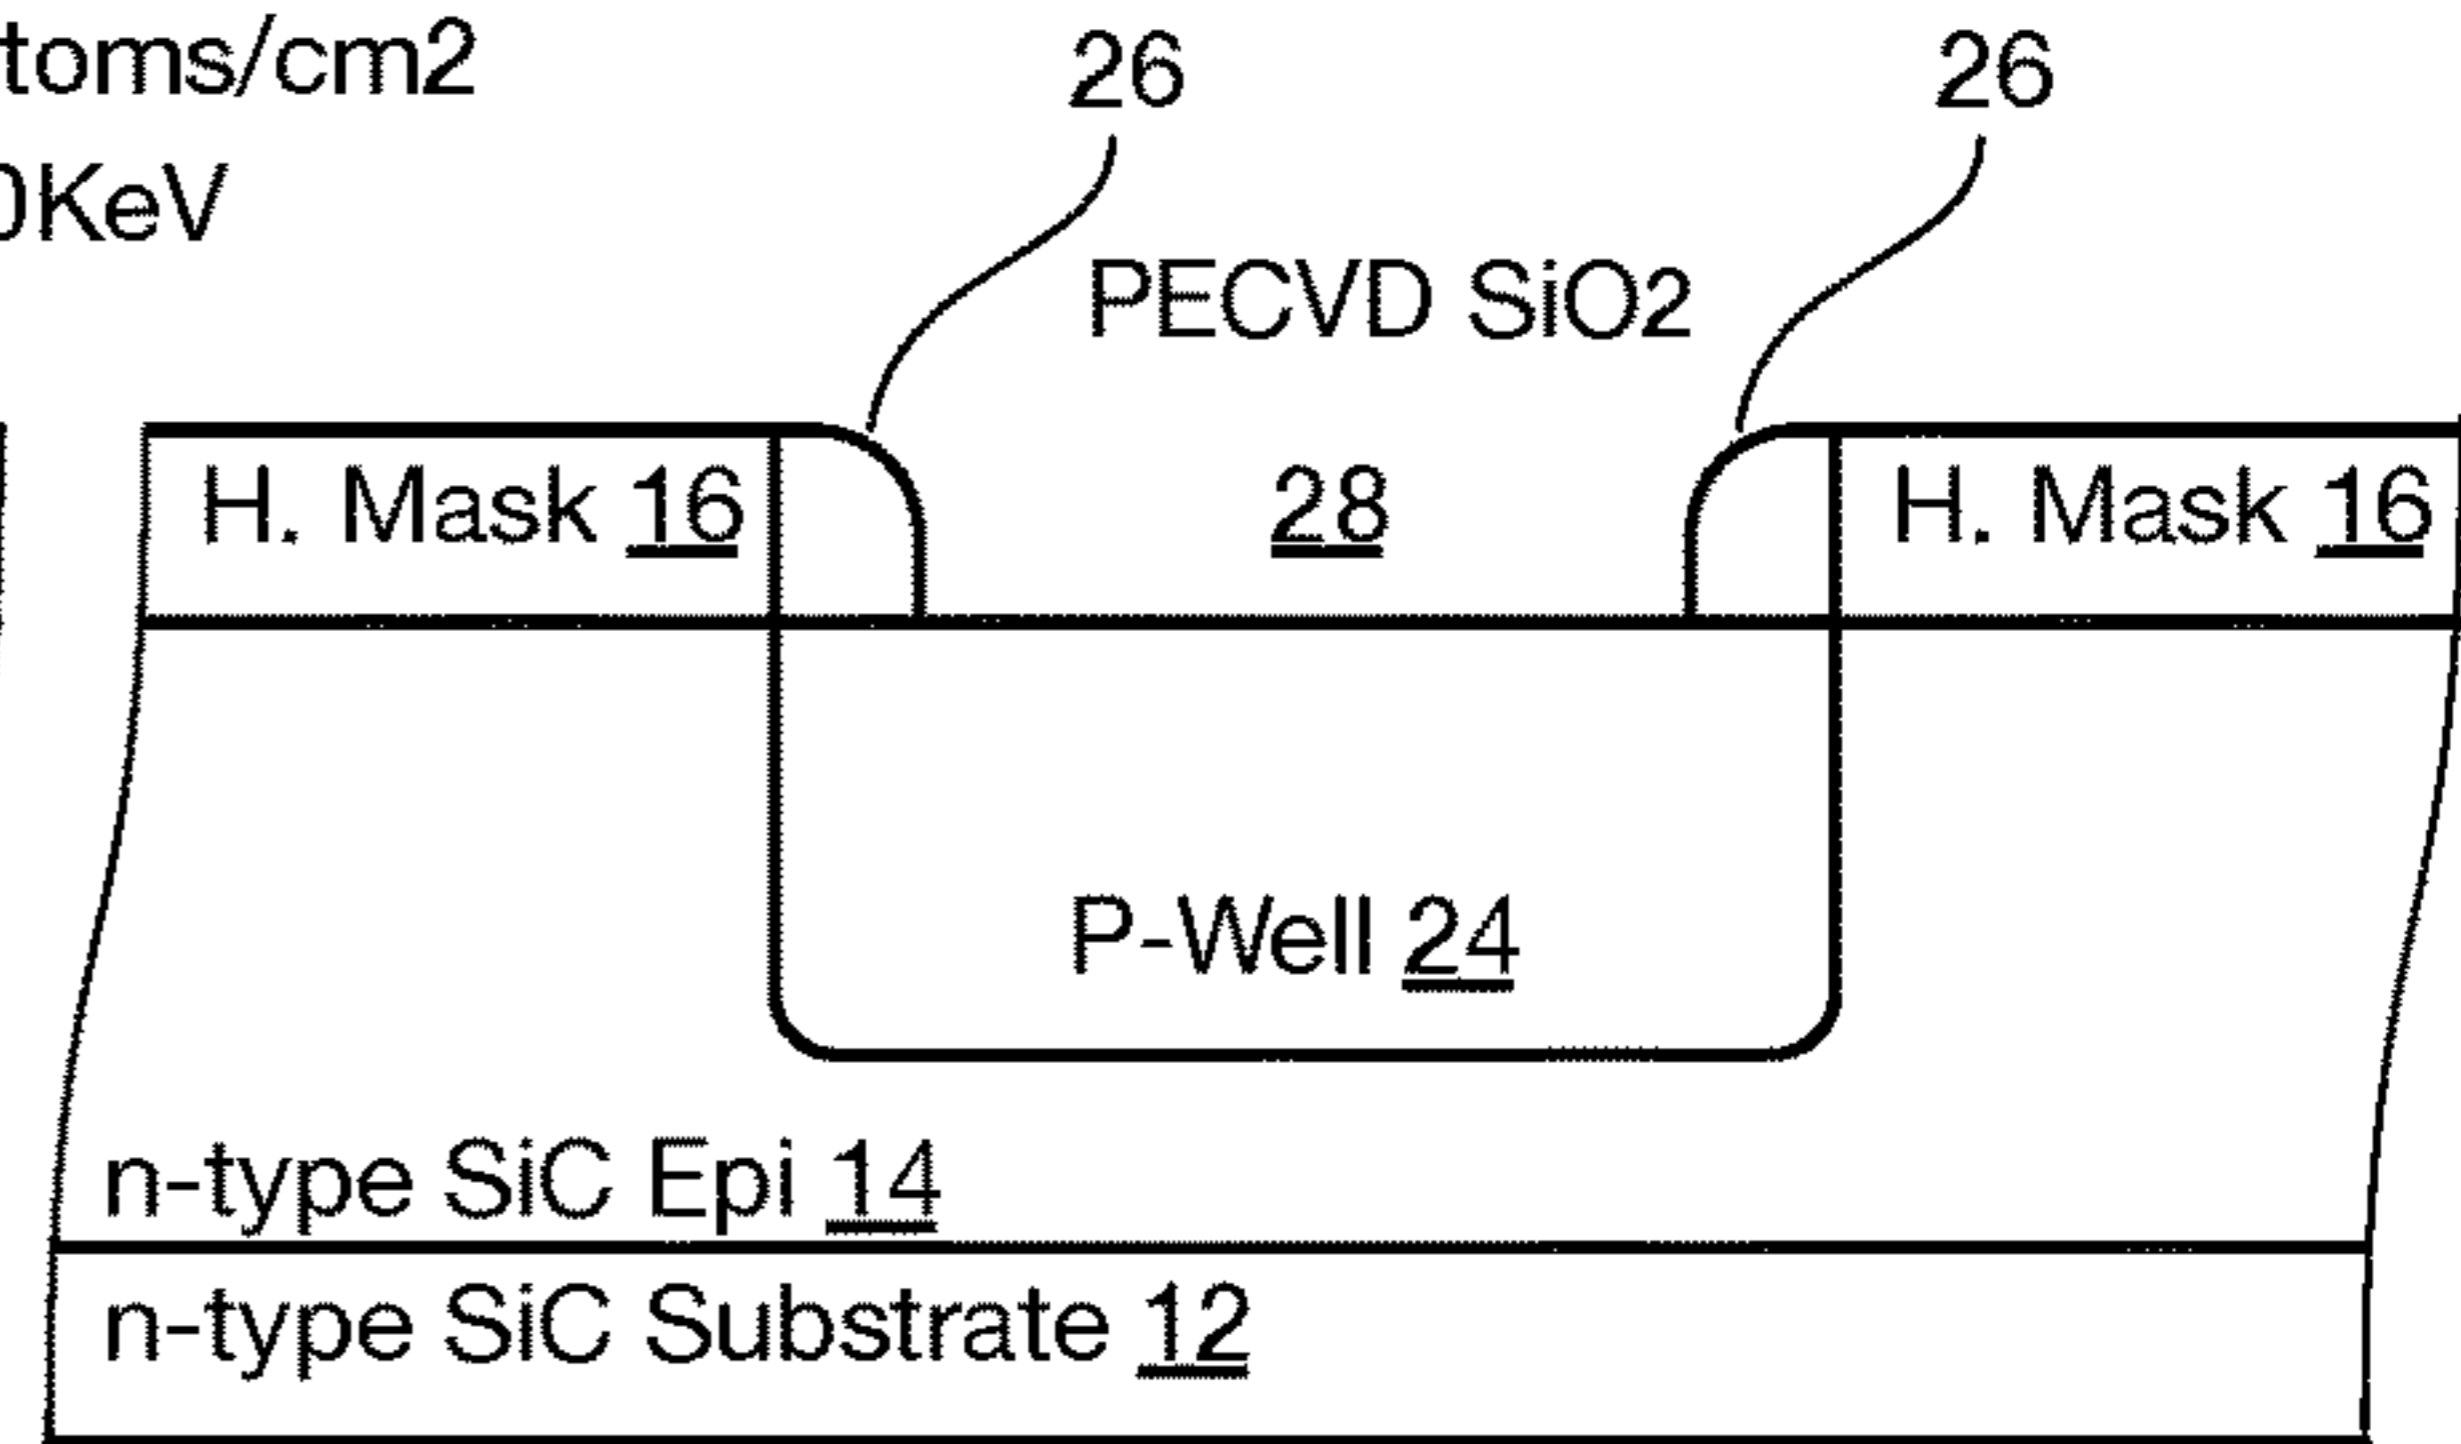 toms/cm2
0KeV
26
26
PECVD SiO2
H. Mask 16
28
H. Mask 16
P-Well 24
n-type SiC Epi 14
n-type SiC Substrate 12